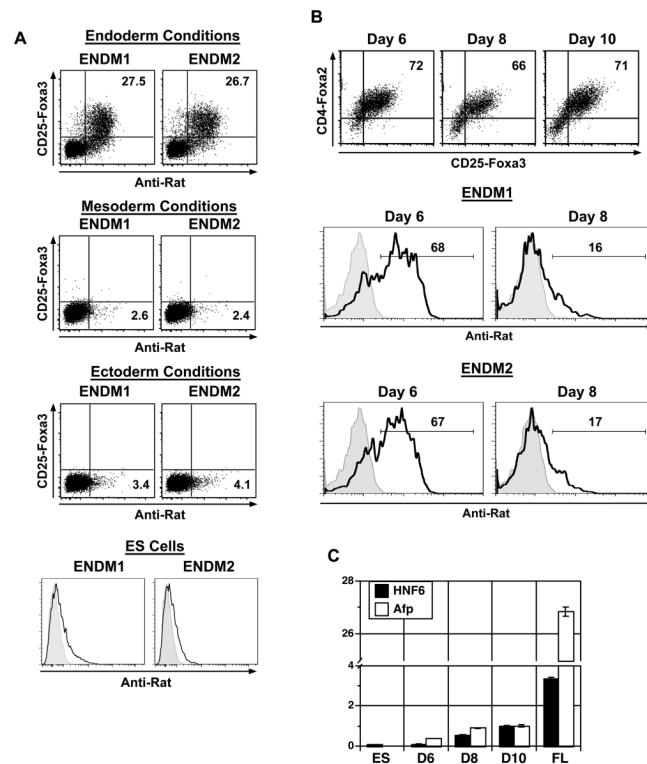 A
Endoderm Conditions
ENDM1 ENDM2
27.5 26.7
CD25-Foxa3
Anti-Rat
Mesoderm Conditions
ENDM1 ENDM2
CD25-Foxa3
2.6 2.4
Anti-Rat
Ectoderm Conditions
ENDM1 ENDM2
CD25-Foxa3
3.4 4.1
Anti-Rat
ES Cells
ENDM1 ENDM2
Anti-Rat
B
Day 6 Day 8 Day 10
72 66 71
CD4-Foxa2
CD25-Foxa3
ENDM1
Day 6 Day 8
68 16
Anti-Rat
ENDM2
Day 6 Day 8
67 17
Anti-Rat
C
28
26
4
2
0
HNF6
Afp
ES D6 D8 D10 FL